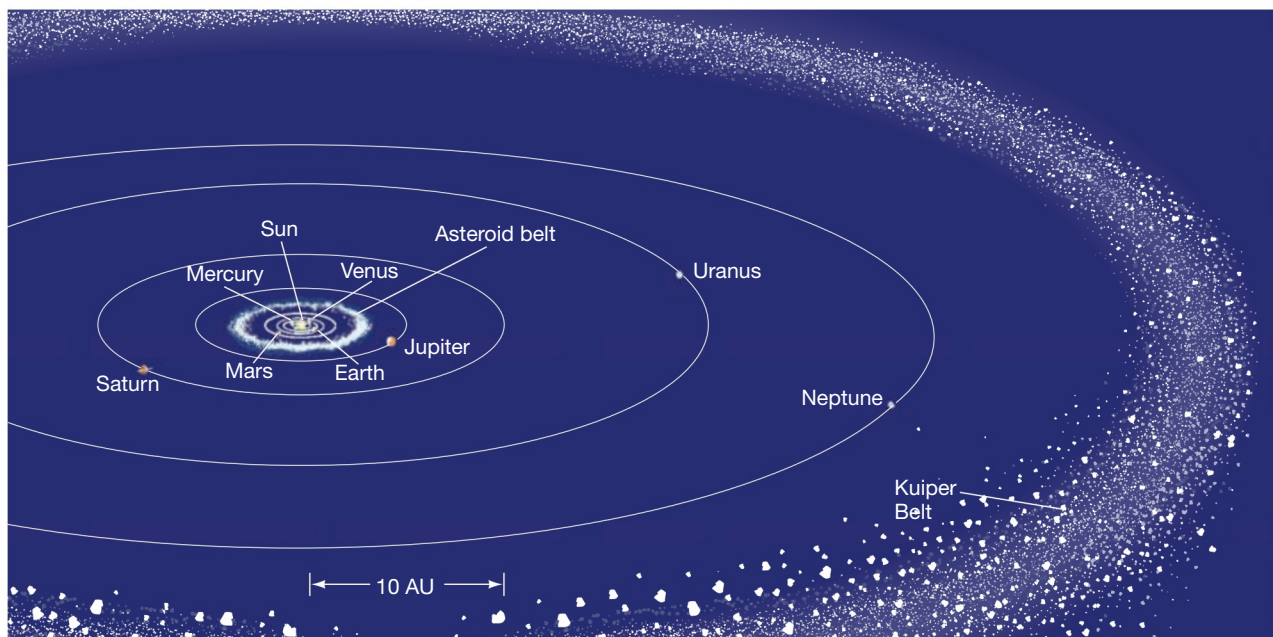 Sun
Asteroid belt
Mercury
Venus
Uranus
Jupiter
Mars
Earth
Saturn
Neptune
Kuiper
Belt
10 AU